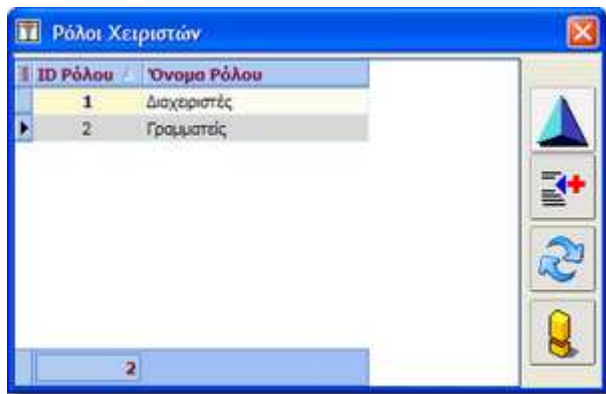 Ρόλοι Χειριστών
ID Ρόλου Όνομα Ρόλου
1 Διαχειριστές
2 Γραμματείς
2